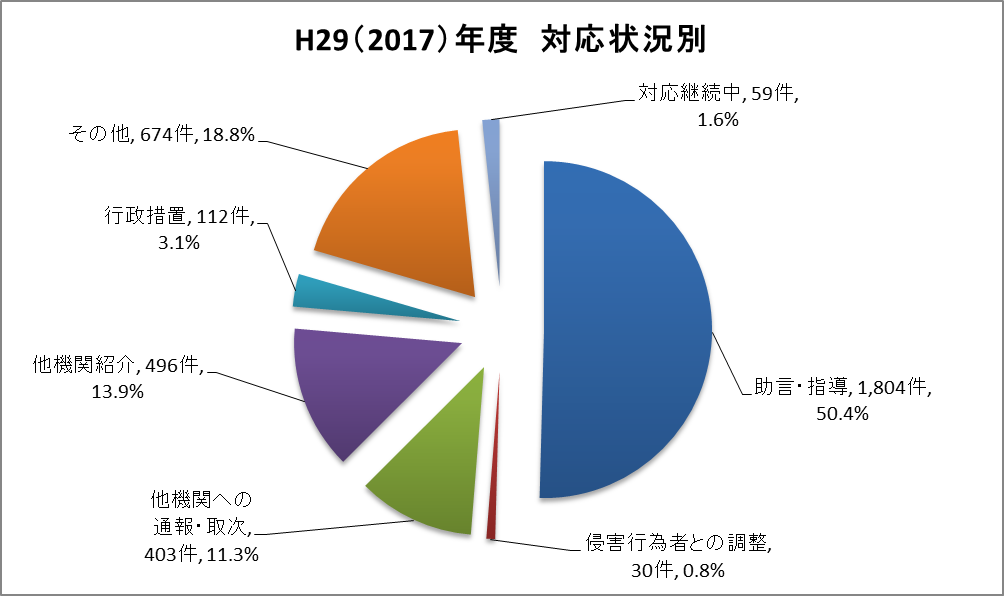 H29(2017)年度 対応状況別
対応継続中, 59件,
1.6%
その他, 674件, 18.8%
行政措置, 112件,
3.1%
他機関紹介, 496件,
13.9%
助言・指導, 1,804件,
50.4%
他機関への
通報・取次,
403件, 11.3%
侵害行為者との調整,
30件, 0.8%